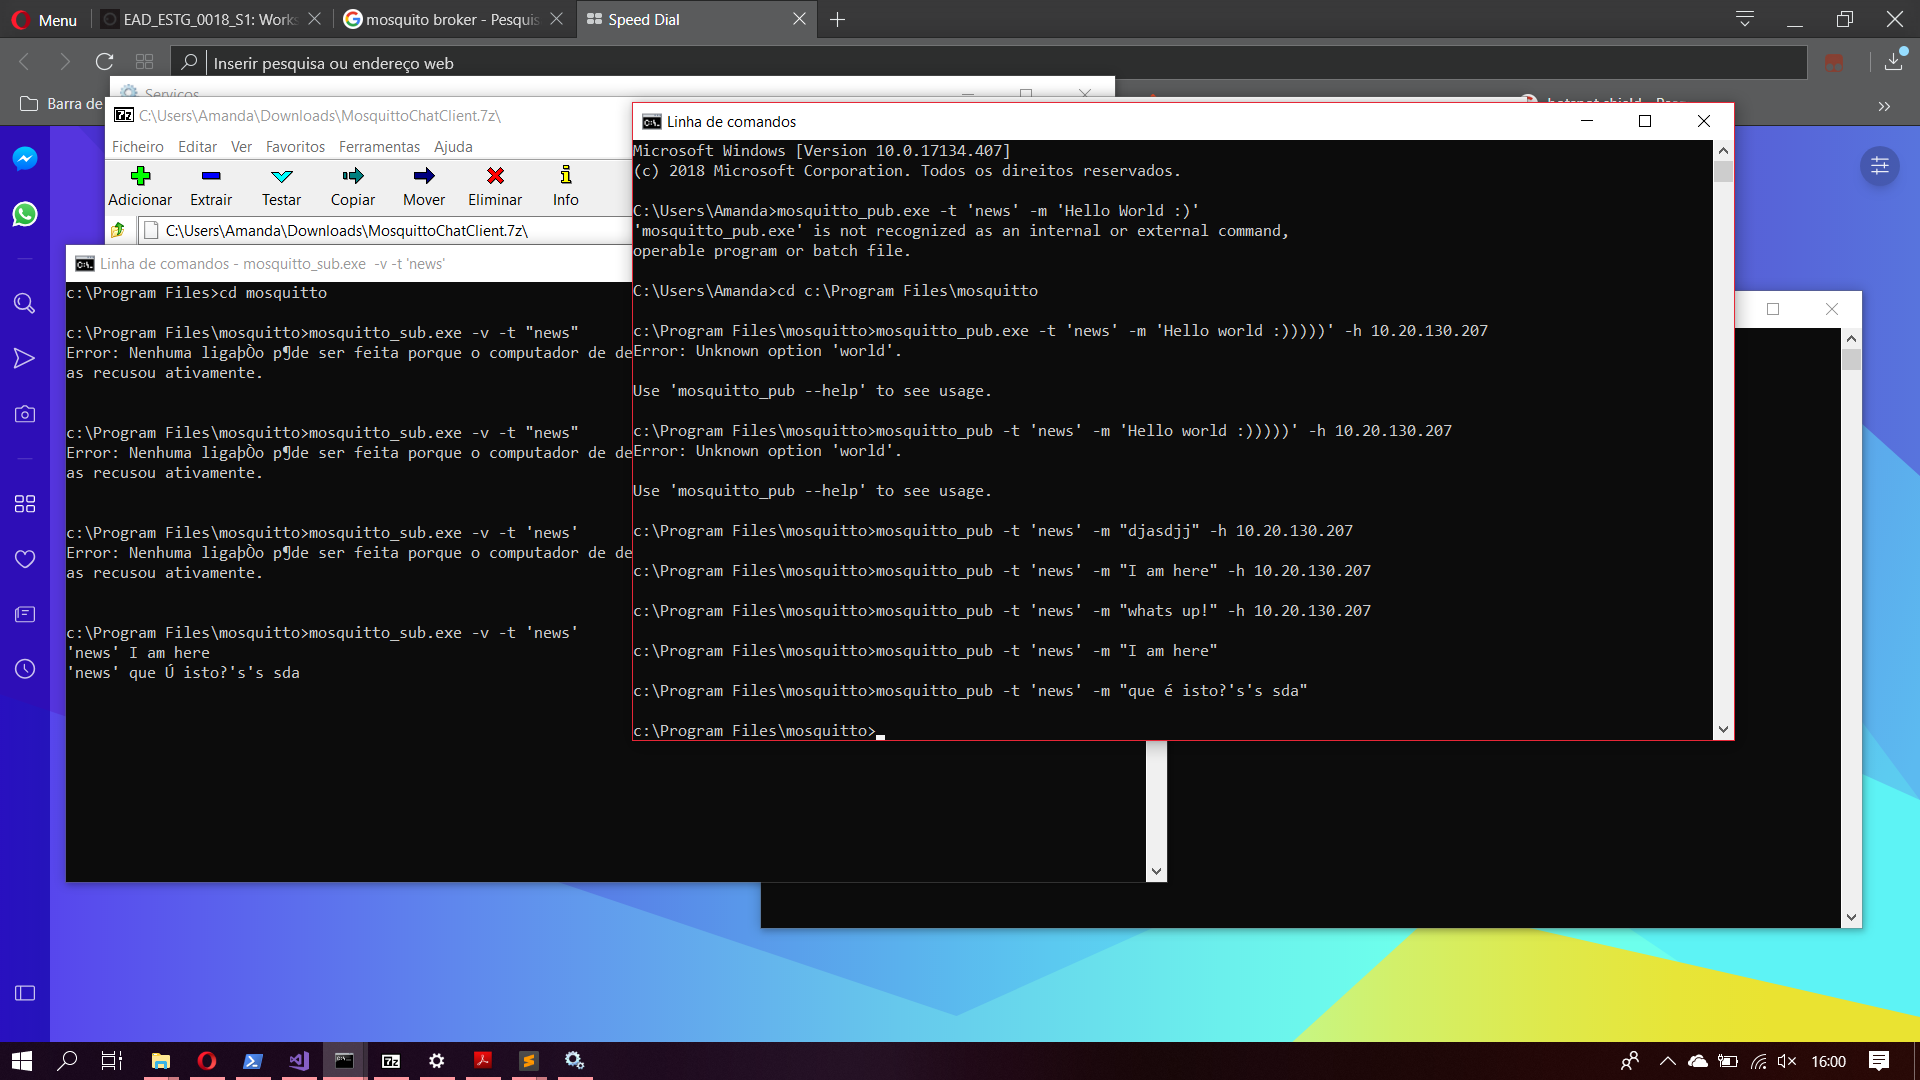 Menu
EAD_ESTG_0018_S1: Works
mosquito broker - Pesquis
Speed Dial
Inserir pesquisa ou endereço web
Barra de
Serviços
C:\Users\Amanda\Downloads\MosquittoChatClient.7z\
Ficheiro Editar Ver Favoritos Ferramentas Ajuda
Adicionar Extrair Testar Copiar Mover Eliminar Info
C:\Users\Amanda\Downloads\MosquittoChatClient.7z\
Linha de comandos - mosquitto_sub.exe -v -t 'news'
c:\Program Files>cd mosquitto
c:\Program Files\mosquitto>mosquitto_sub.exe -v -t "news"
Error: Nenhuma ligaþÒo p¶de ser feita porque o computador de de
as recusou ativamente.
c:\Program Files\mosquitto>mosquitto_sub.exe -v -t "news"
Error: Nenhuma ligaþÒo p¶de ser feita porque o computador de de
as recusou ativamente.
c:\Program Files\mosquitto>mosquitto_sub.exe -v -t 'news'
Error: Nenhuma ligaþÒo p¶de ser feita porque o computador de de
as recusou ativamente.
c:\Program Files\mosquitto>mosquitto_sub.exe -v -t 'news'
'news' I am here
'news' que Ú isto?'s's sda
Linha de comandos
Microsoft Windows [Version 10.0.17134.407]
(c) 2018 Microsoft Corporation. Todos os direitos reservados.
C:\Users\Amanda>mosquitto_pub.exe -t 'news' -m 'Hello World :)'
'mosquitto_pub.exe' is not recognized as an internal or external command,
operable program or batch file.
C:\Users\Amanda>cd c:\Program Files\mosquitto
c:\Program Files\mosquitto>mosquitto_pub.exe -t 'news' -m 'Hello world :)))))' -h 10.20.130.207
Error: Unknown option 'world'.
Use 'mosquitto_pub --help' to see usage.
c:\Program Files\mosquitto>mosquitto_pub -t 'news' -m 'Hello world :)))))' -h 10.20.130.207
Error: Unknown option 'world'.
Use 'mosquitto_pub --help' to see usage.
c:\Program Files\mosquitto>mosquitto_pub -t 'news' -m "djasdjj" -h 10.20.130.207
c:\Program Files\mosquitto>mosquitto_pub -t 'news' -m "I am here" -h 10.20.130.207
c:\Program Files\mosquitto>mosquitto_pub -t 'news' -m "whats up!" -h 10.20.130.207
c:\Program Files\mosquitto>mosquitto_pub -t 'news' -m "I am here"
c:\Program Files\mosquitto>mosquitto_pub -t 'news' -m "que é isto?'s's sda"
c:\Program Files\mosquitto>
16:00